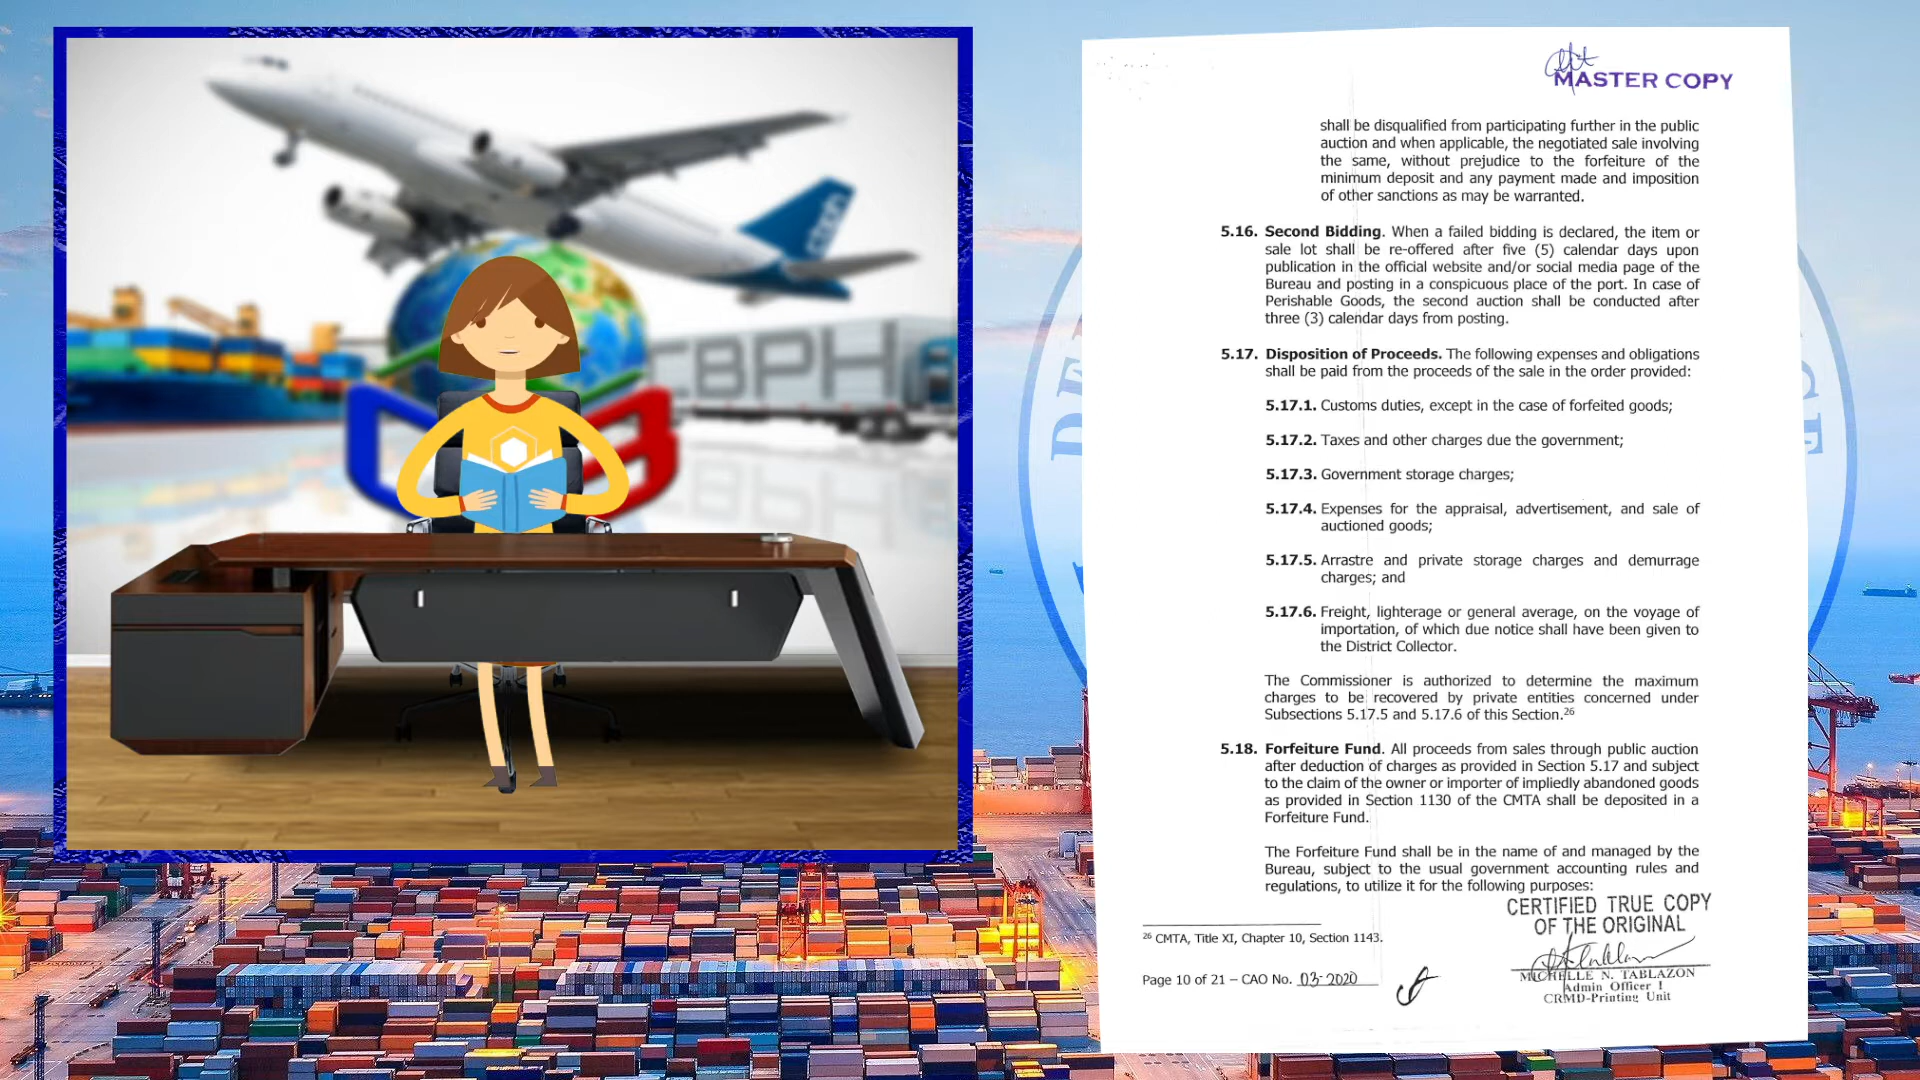 CBPH
MASTER COPY
shall be disqualified from participating further in the public
auction and when applicable, the negotiated sale involving
the same, without prejudice to the forfeiture of the
minimum deposit and any payment made and imposition
of other sanctions as may be warranted.
5.16. Second Bidding. When a failed bidding is declared, the item or
sale lot shall be re-offered after five (5) calendar days upon
publication in the official website and/or social media page of the
Bureau and posting in a conspicuous place of the port. In case of
Perishable Goods, the second auction shall be conducted after
three (3) calendar days from posting.
5.17. Disposition of Proceeds. The following expenses and obligations
shall be paid from the proceeds of the sale in the order provided:
5.17.1. Customs duties, except in the case of forfeited goods;
5.17.2. Taxes and other charges due the government;
5.17.3. Government storage charges;
5.17.4. Expenses for the appraisal, advertisement, and sale of
auctioned goods;
5.17.5. Arrastre and private storage charges and demurrage
charges; and
5.17.6. Freight, lighterage or general average, on the voyage of
importation, of which due notice shall have been given to
the District Collector.
The Commissioner is authorized to determine the maximum
charges to be recovered by private entities concerned under
Subsections 5.17.5 and 5.17.6 of this Section.26
5.18. Forfeiture Fund. All proceeds from sales through public auction
after deduction of charges as provided in Section 5.17 and subject
to the claim of the owner or importer of impliedly abandoned goods
as provided in Section 1130 of the CMTA shall be deposited in a
Forfeiture Fund.
The Forfeiture Fund shall be in the name of and managed by the
Bureau, subject to the usual government accounting rules and
regulations, to utilize it for the following purposes:
CERTIFIED TRUE COPY
OF THE ORIGINAL
26 CMTA, Title XI, Chapter 10, Section 1143.
MICHELLE N. TABLAZON
Page 10 of 21 – CAO No. 03-2020
Admin Officer I
CRMD-Printing Unit